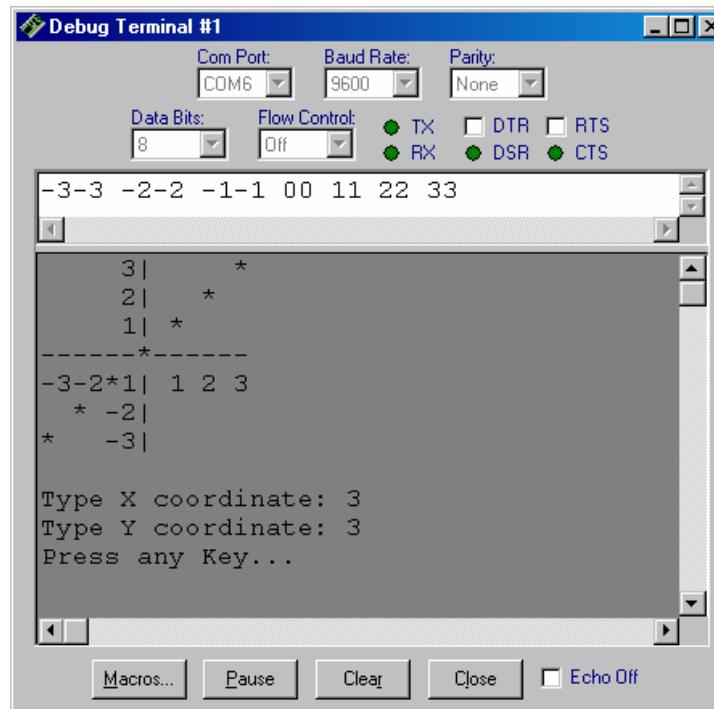 Debug Terminal #1
Com Port: Baud Rate: Parity:
COM6 9600 None
Data Bits: Flow Control: TX DTR RTS
8 Off RX DSR CTS
-3-3 -2-2 -1-1 00 11 22 33
     3|     *
     2|   *
     1| *
------*------
-3-2*1| 1 2 3
  * -2|
*   -3|
Type X coordinate: 3
Type Y coordinate: 3
Press any Key...
Macros... Pause Clear Close Echo Off